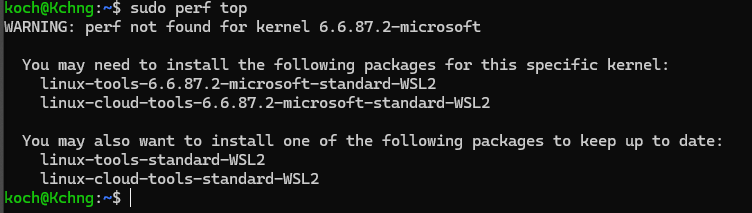 koch@Kchng:~$ sudo perf top
WARNING: perf not found for kernel 6.6.87.2-microsoft
You may need to install the following packages for this specific kernel:
linux-tools-6.6.87.2-microsoft-standard-WSL2
linux-cloud-tools-6.6.87.2-microsoft-standard-WSL2
You may also want to install one of the following packages to keep up to date:
linux-tools-standard-WSL2
linux-cloud-tools-standard-WSL2
koch@Kchng:~$